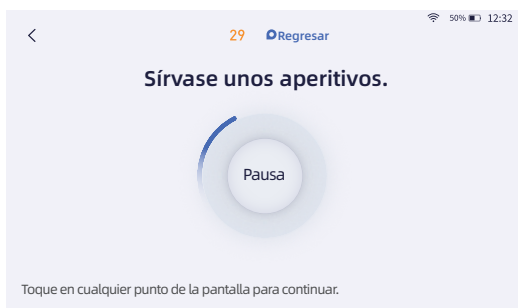 50% 12:32
29 Regresar
Sírvase unos aperitivos.
Pausa
Toque en cualquier punto de la pantalla para continuar.